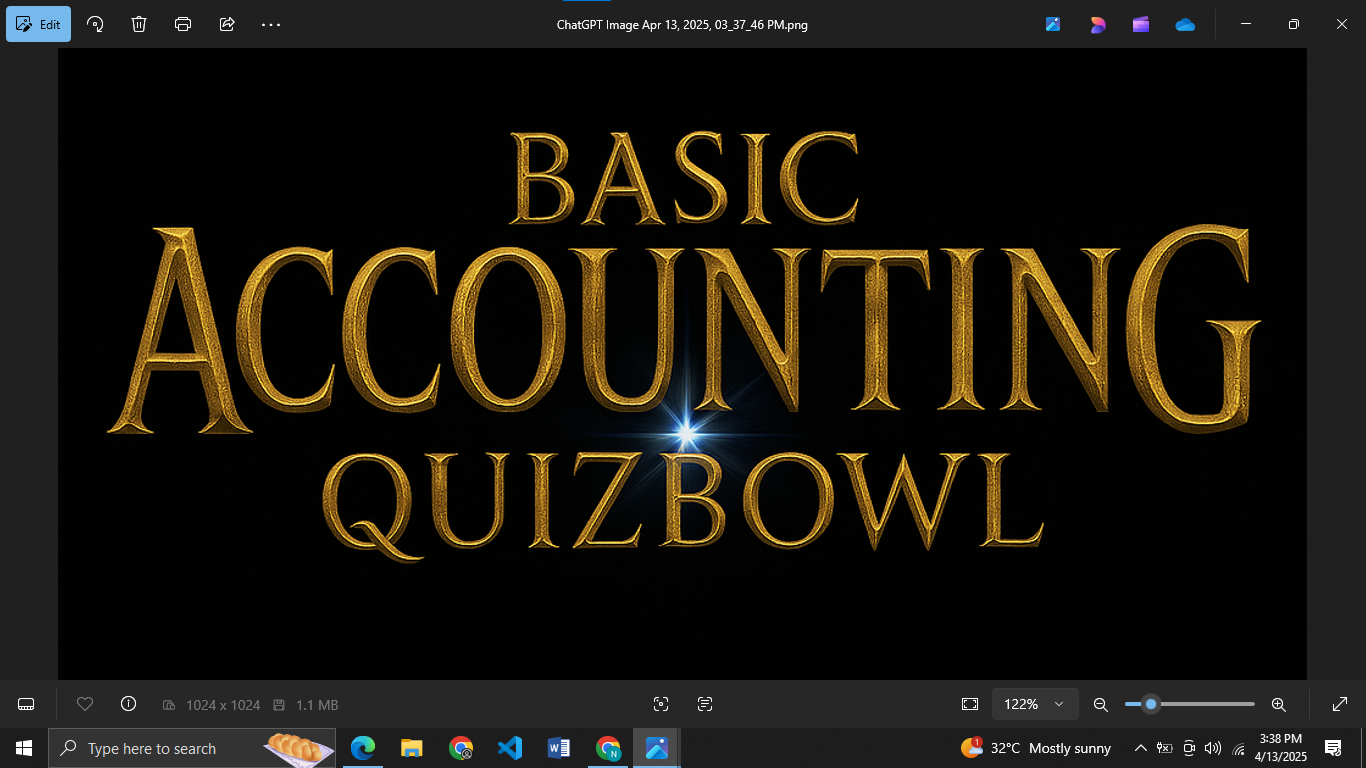 Edit
ChatGPT Image Apr 13, 2025, 03_37_46 PM.png
BASIC
ACCOUNTING
QUIZBOWL
1024 x 1024
1.1 MB
122%
Type here to search
W
N
1
32°C Mostly sunny
3:38 PM
4/13/2025